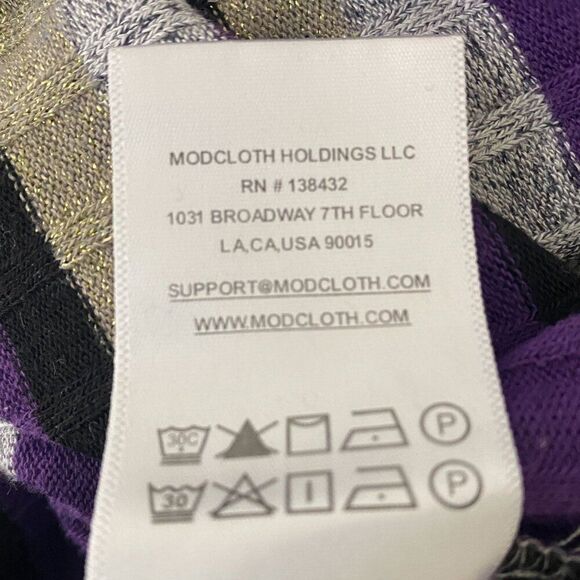 MODCLOTH HOLDINGS LLC
RN # 138432
1031 BROADWAY 7TH FLOOR
LA,CA,USA 90015
SUPPORT@MODCLOTH.COM
WWW.MODCLOTH.COM
30C P
30 P